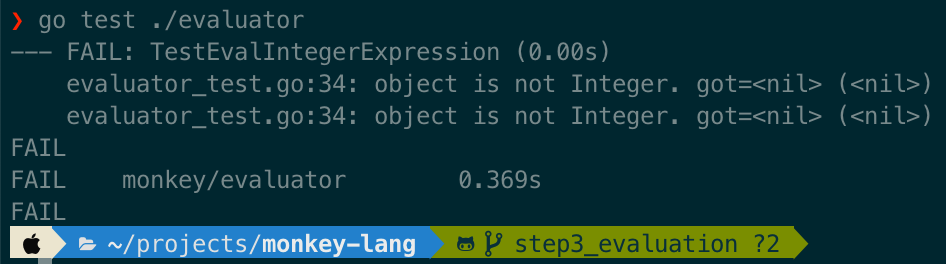 ❯ go test ./evaluator
--- FAIL: TestEvalIntegerExpression (0.00s)
    evaluator_test.go:34: object is not Integer. got=<nil> (<nil>)
    evaluator_test.go:34: object is not Integer. got=<nil> (<nil>)
FAIL
FAIL    monkey/evaluator        0.369s
FAIL
~/projects/monkey-lang step3_evaluation ?2